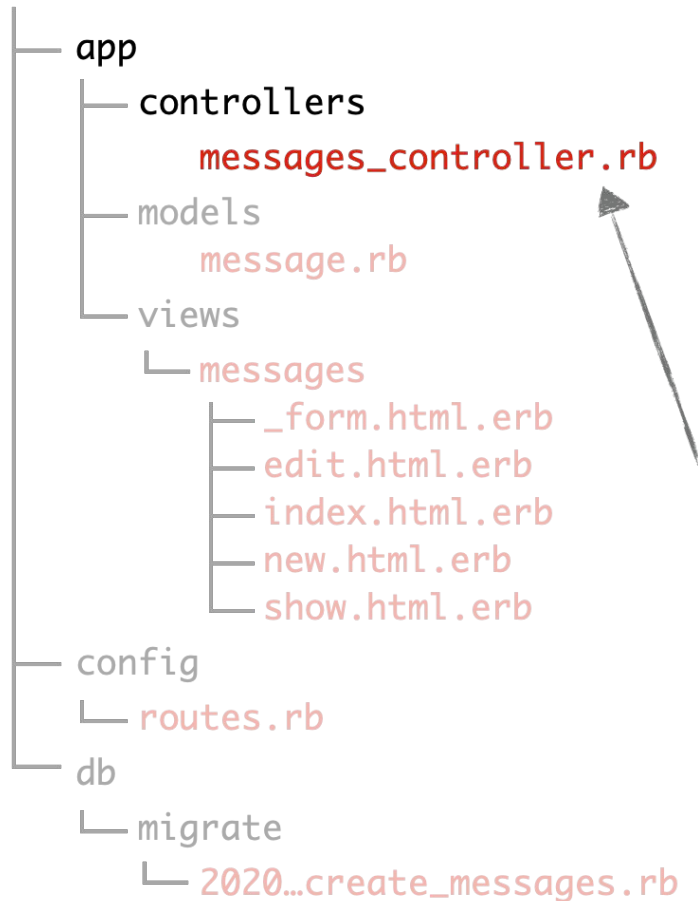 app
controllers
messages_controller.rb
models
message.rb
views
messages
_form.html.erb
edit.html.erb
index.html.erb
new.html.erb
show.html.erb
config
routes.rb
db
migrate
2020…create_messages.rb